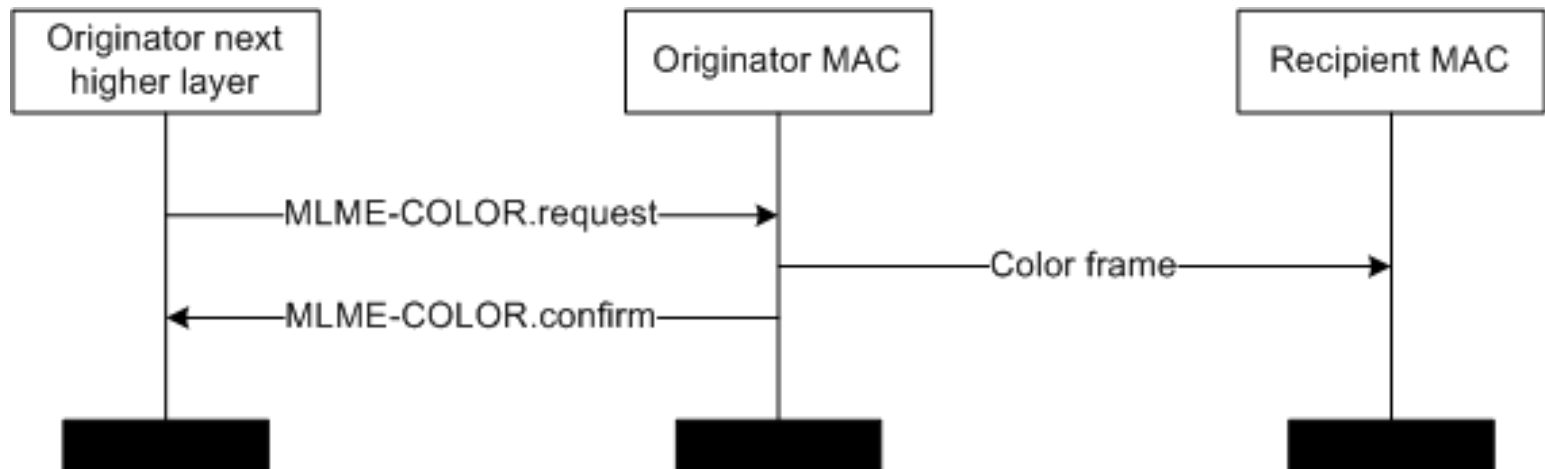 Originator next
higher layer
Originator MAC
Recipient MAC
MLME-COLOR.request
Color frame
MLME-COLOR.confirm